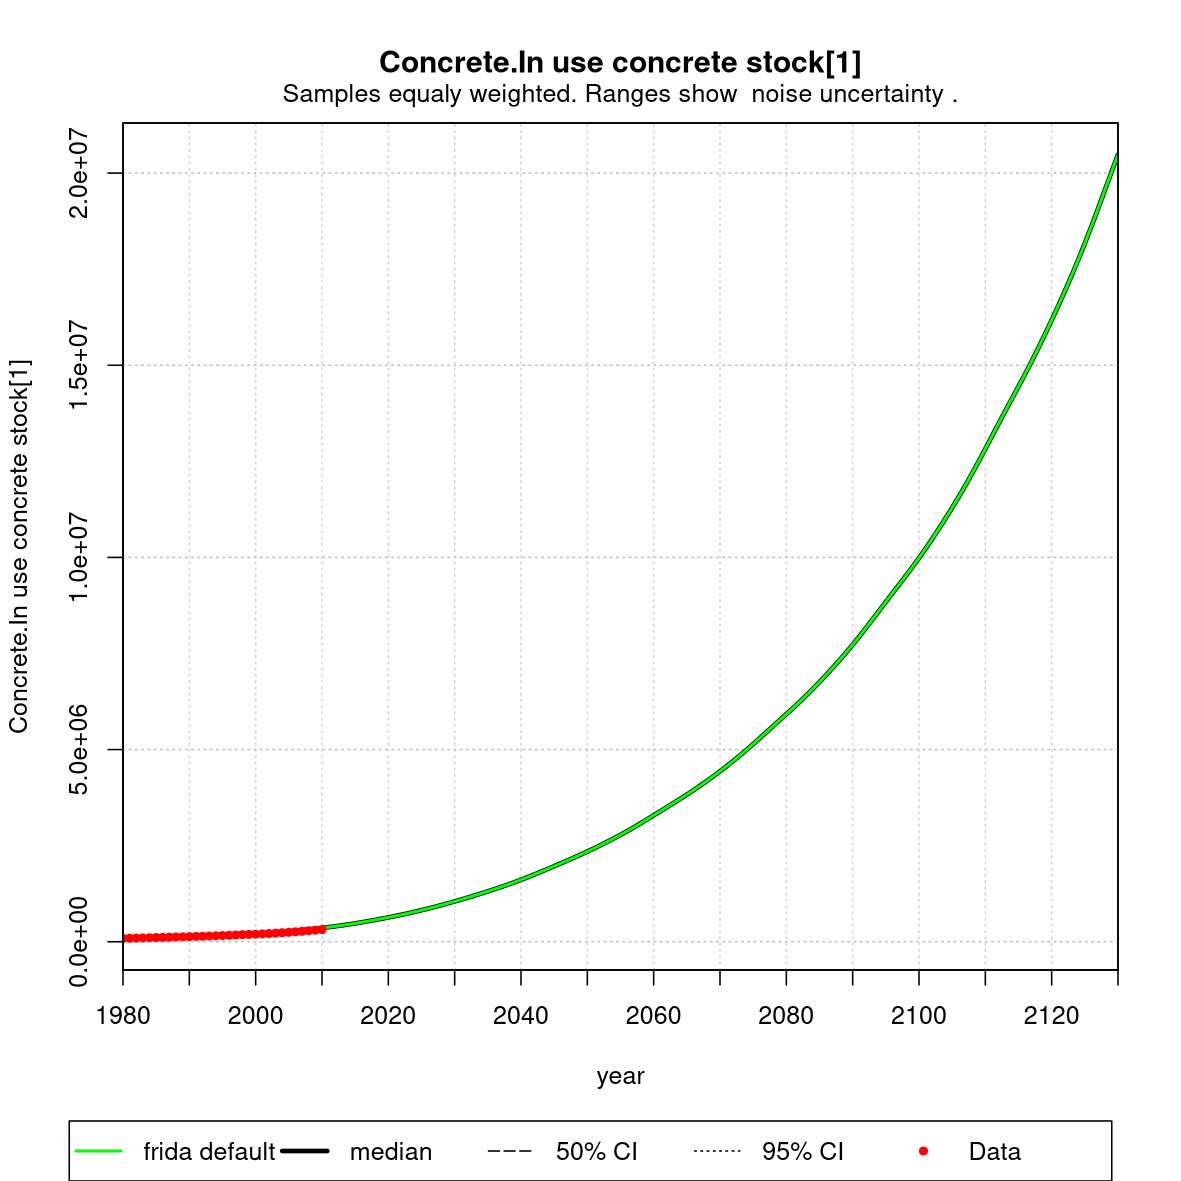 Concrete.In use concrete stock[1]
Samples equaly weighted. Ranges show  noise uncertainty .
Concrete.In use concrete stock[1]
2.0e+07
1.5e+07
1.0e+07
5.0e+06
0.0e+00
1980 2000 2020 2040 2060 2080 2100 2120
year
frida default median 50% CI 95% CI Data